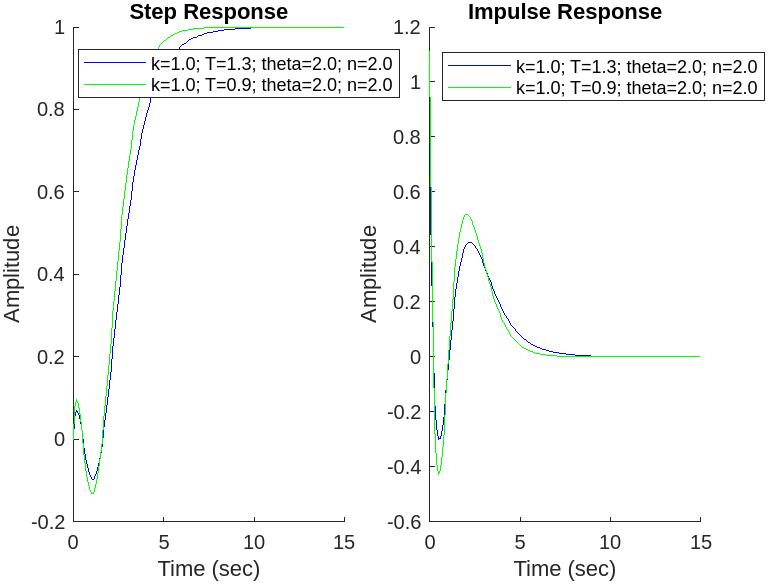 Step Response
1
0.8
0.6
0.4
0.2
0
-0.2
0
5
10
15
Amplitude
Time (sec)
k=1.0; T=1.3; theta=2.0; n=2.0
k=1.0; T=0.9; theta=2.0; n=2.0
Impulse Response
1.2
1
0.8
0.6
0.4
0.2
0
-0.2
-0.4
-0.6
0
5
10
15
Amplitude
Time (sec)
k=1.0; T=1.3; theta=2.0; n=2.0
k=1.0; T=0.9; theta=2.0; n=2.0